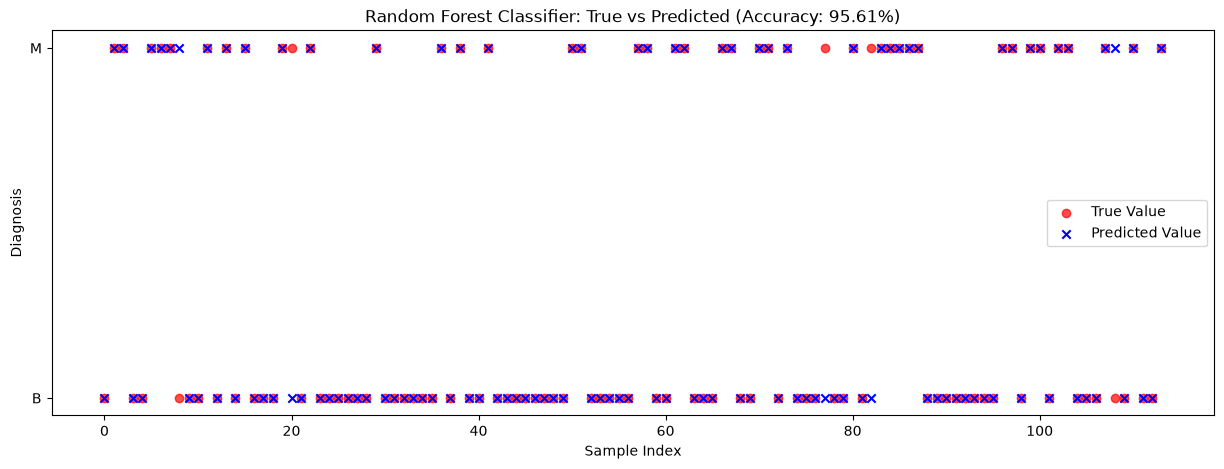 Random Forest Classifier: True vs Predicted (Accuracy: 95.61%)
M
B
Diagnosis
True Value
Predicted Value
0 20 40 60 80 100
Sample Index